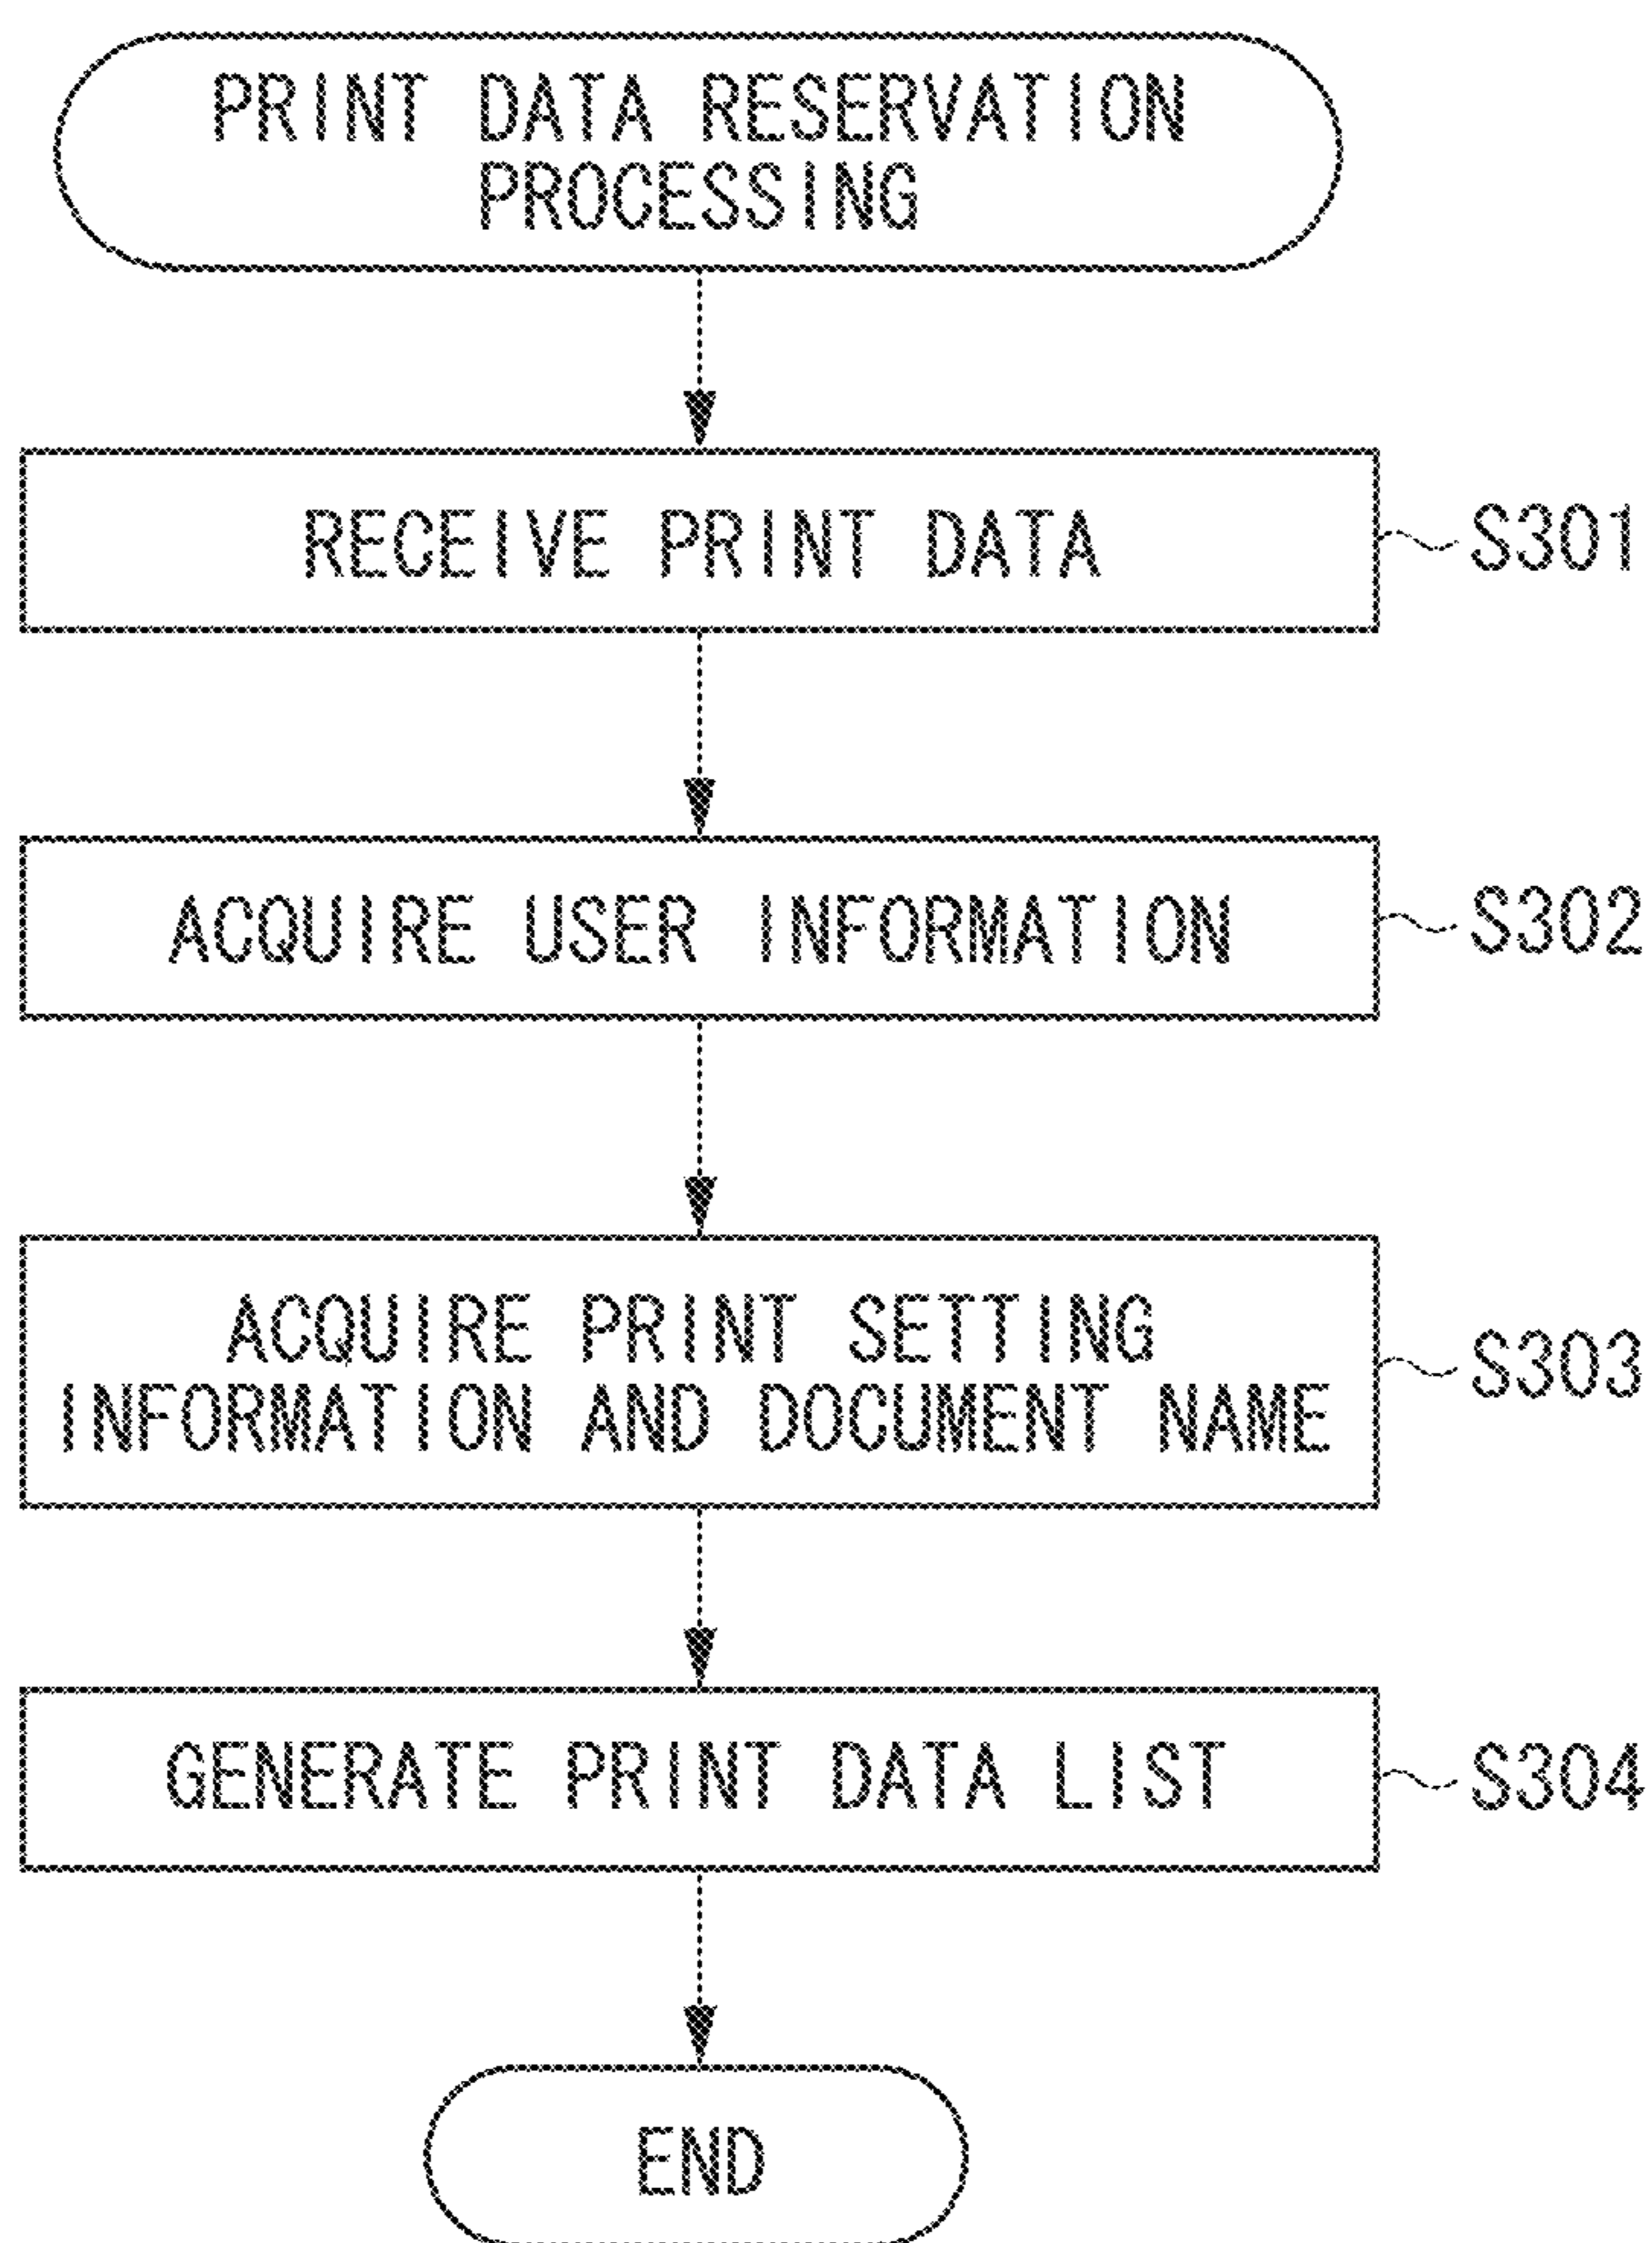 PRINT DATA RESERVATION
PROCESSING
RECEIVE PRINT DATA
S301
ACQUIRE USER INFORMATION
S302
ACQUIRE PRINT SETTING
INFORMATION AND DOCUMENT NAME
S303
GENERATE PRINT DATA LIST
S304
END